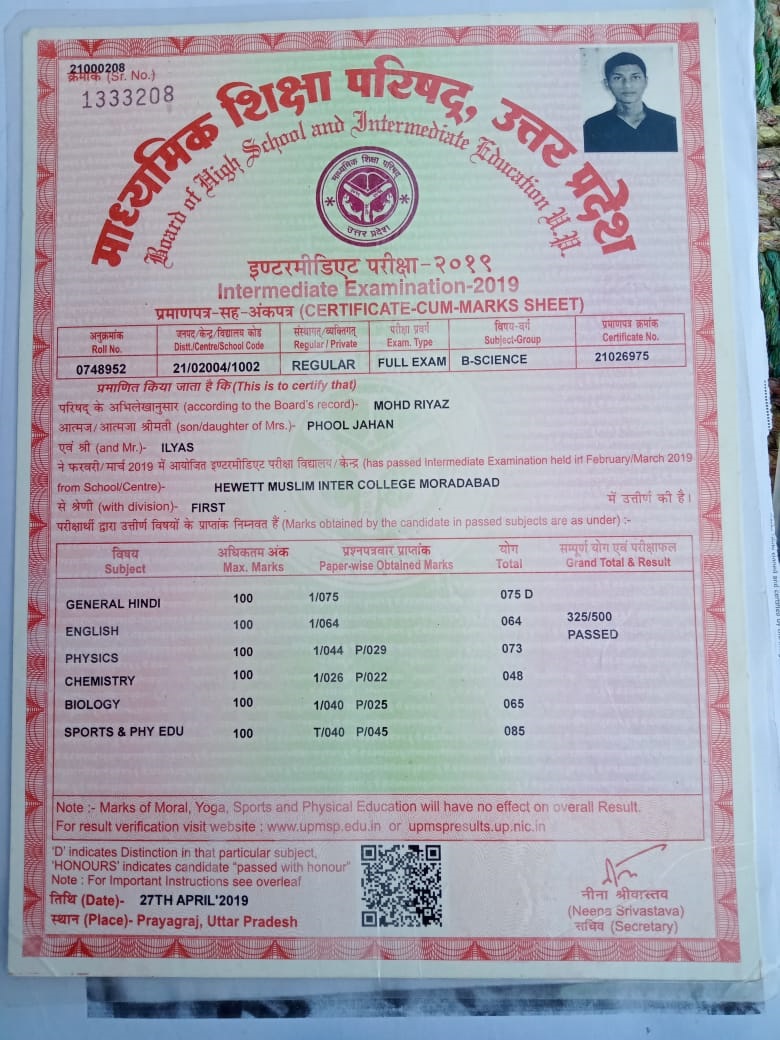 21000208
क्रमांक (Sr. No.)
1333208
माध्यमिक शिक्षा परिषद्, उत्तर प्रदेश
Board of High School and Intermediate Education U.P.
माध्यमिक शिक्षा परिषद्
उत्तर प्रदेश
इण्टरमीडिएट परीक्षा-२०१९
Intermediate Examination-2019
प्रमाणपत्र-सह-अंकपत्र (CERTIFICATE-CUM-MARKS SHEET)
अनुक्रमांक जनपद/केन्द्र/विद्यालय कोड संस्थागत/व्यक्तिगत परीक्षा प्रवर्ग विषय-वर्ग प्रमाणपत्र क्रमांक
Roll No. Distt./Centre/School Code Regular / Private Exam. Type Subject-Group Certificate No.
0748952 21/02004/1002 REGULAR FULL EXAM B-SCIENCE 21026975
प्रमाणित किया जाता है कि (This is to certify that)
परिषद् के अभिलेखानुसार (according to the Board's record)- MOHD RIYAZ
आत्मज/आत्मजा श्रीमती (son/daughter of Mrs.)- PHOOL JAHAN
एवं श्री (and Mr.)- ILYAS
ने फरवरी/मार्च 2019 में आयोजित इण्टरमीडिएट परीक्षा विद्यालय/केन्द्र (has passed Intermediate Examination held in February/March 2019
from School/Centre)- HEWETT MUSLIM INTER COLLEGE MORADABAD
से श्रेणी (with division)- FIRST में उत्तीर्ण की है।
परीक्षार्थी द्वारा उत्तीर्ण विषयों के प्राप्तांक निम्नवत हैं (Marks obtained by the candidate in passed subjects are as under) :-
विषय अधिकतम अंक प्रश्नपत्रवार प्राप्तांक योग सम्पूर्ण योग एवं परीक्षाफल
Subject Max. Marks Paper-wise Obtained Marks Total Grand Total & Result
GENERAL HINDI 100 1/075 075 D
ENGLISH 100 1/064 064 325/500
PASSED
PHYSICS 100 1/044 P/029 073
CHEMISTRY 100 1/026 P/022 048
BIOLOGY 100 1/040 P/025 065
SPORTS & PHY EDU 100 T/040 P/045 085
Note :- Marks of Moral, Yoga, Sports and Physical Education will have no effect on overall Result.
For result verification visit website : www.upmsp.edu.in or upmspresults.up.nic.in
'D' indicates Distinction in that particular subject,
'HONOURS' indicates candidate "passed with honour"
Note : For Important Instructions see overleaf
तिथि (Date)- 27TH APRIL'2019
स्थान (Place)- Prayagraj, Uttar Pradesh
नीना श्रीवास्तव
(Neena Srivastava)
सचिव (Secretary)